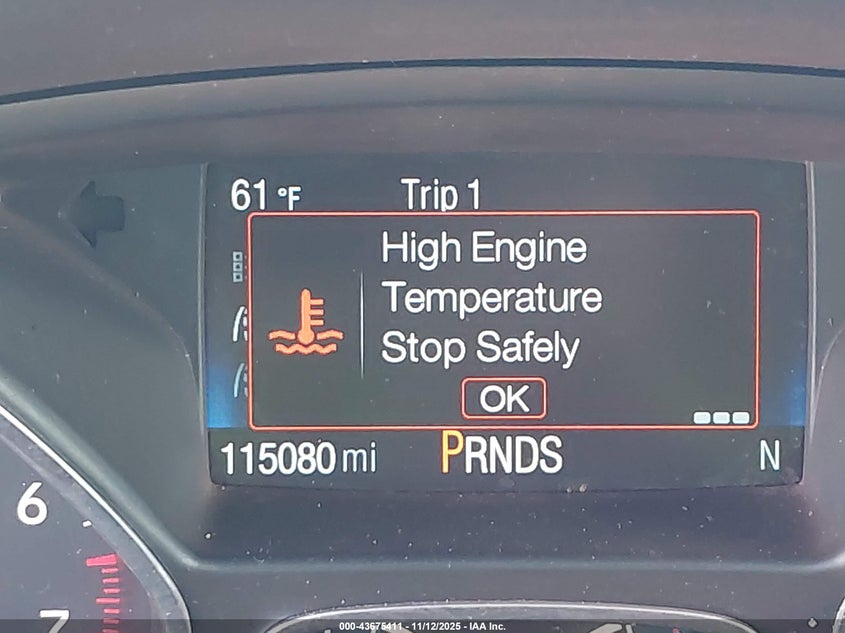 61 °F Trip 1
High Engine
Temperature
Stop Safely
OK
115080 mi PRNDS N
6
7
000-43675411 - 11/12/2025 - IAA Inc.